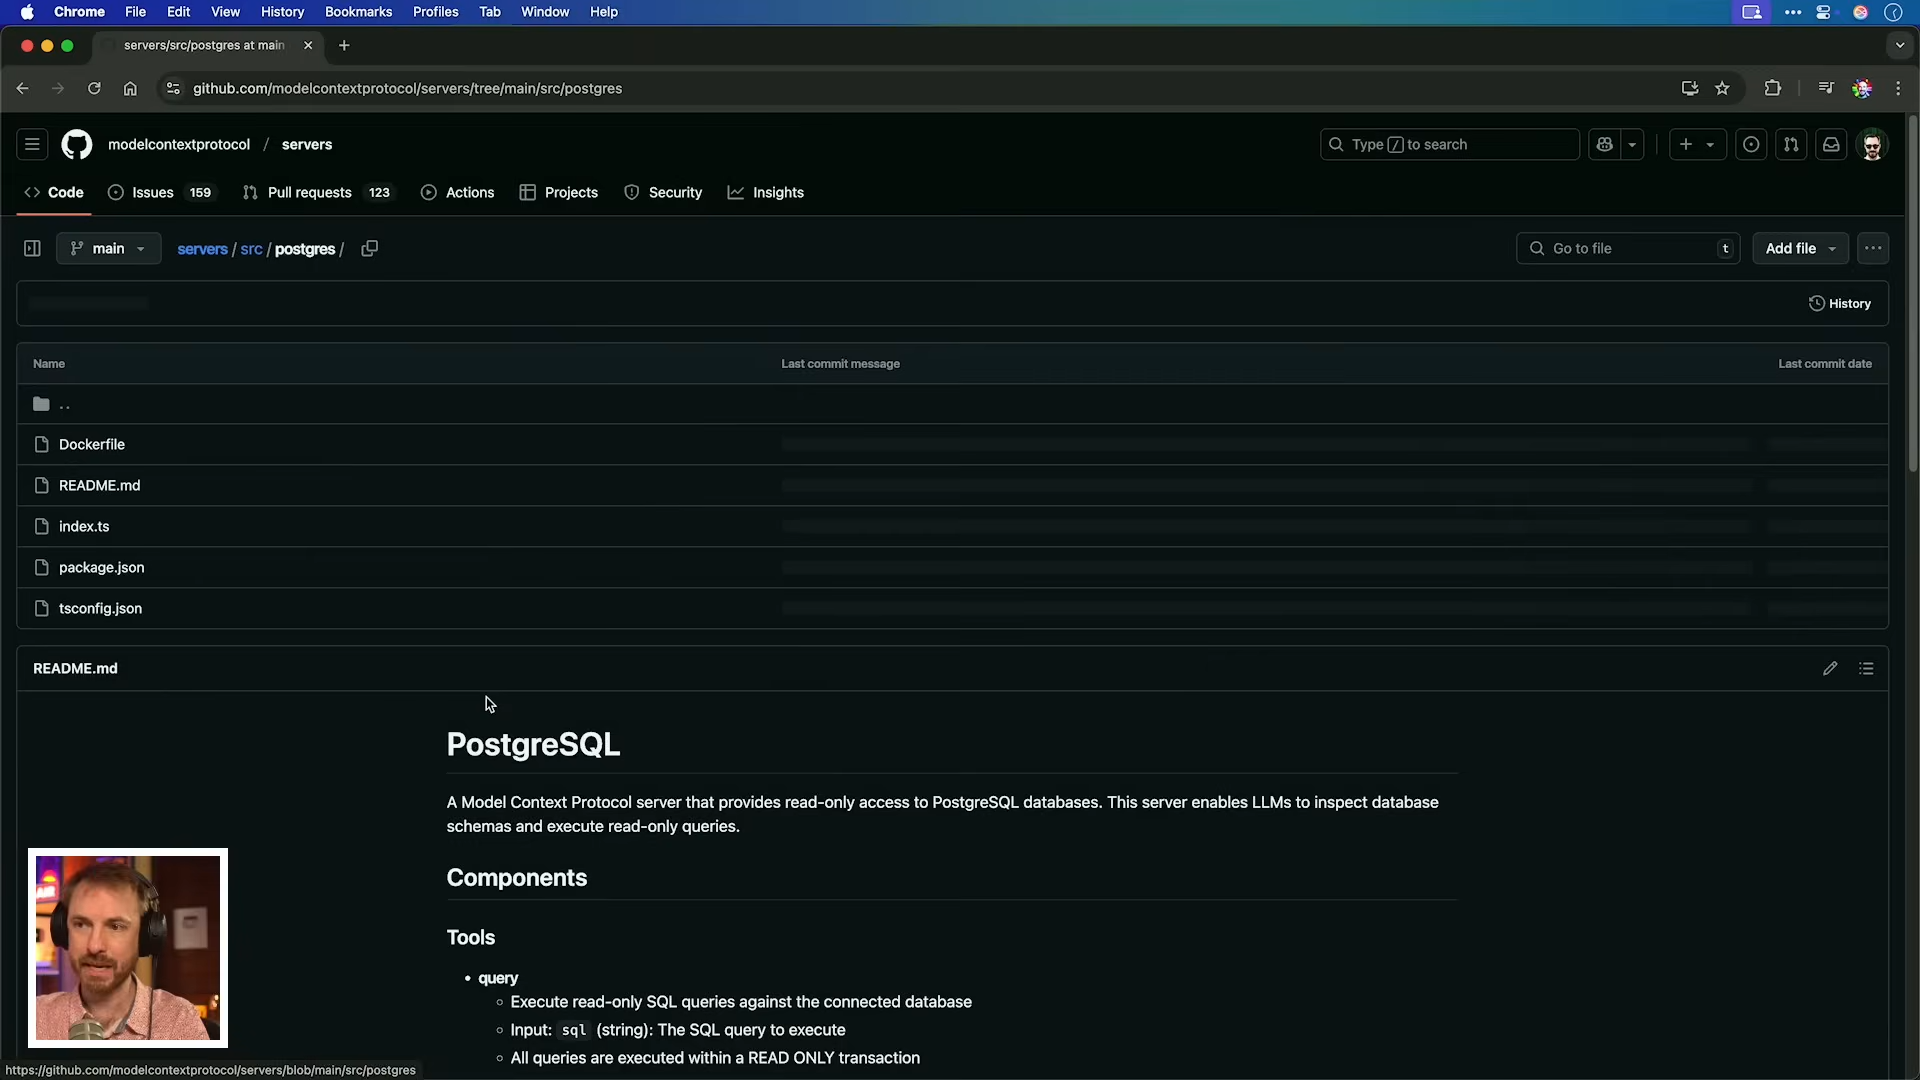 Chrome File Edit View History Bookmarks Profiles Tab Window Help
servers/src/postgres at main
github.com/modelcontextprotocol/servers/tree/main/src/postgres
modelcontextprotocol / servers
Type / to search
Code Issues 159 Pull requests 123 Actions Projects Security Insights
main servers / src / postgres /
Go to file t Add file
History
Name Last commit message Last commit date
..
Dockerfile
README.md
index.ts
package.json
tsconfig.json
README.md
PostgreSQL
A Model Context Protocol server that provides read-only access to PostgreSQL databases. This server enables LLMs to inspect database
schemas and execute read-only queries.
Components
Tools
• query
Execute read-only SQL queries against the connected database
Input: sql (string): The SQL query to execute
All queries are executed within a READ ONLY transaction
https://github.com/modelcontextprotocol/servers/blob/main/src/postgres